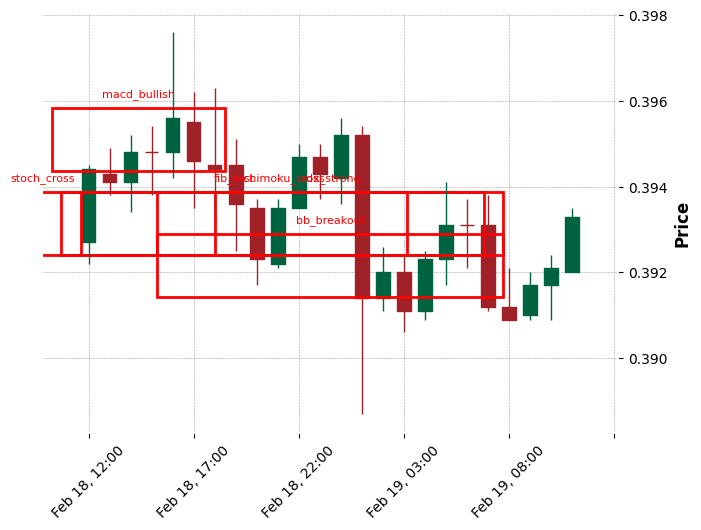 0.398
macd_bullish
0.396
stoch_cross
0.394
bb_breakout
0.392
0.390
Price
Feb 18, 12:00
Feb 18, 17:00
Feb 18, 22:00
Feb 19, 03:00
Feb 19, 08:00